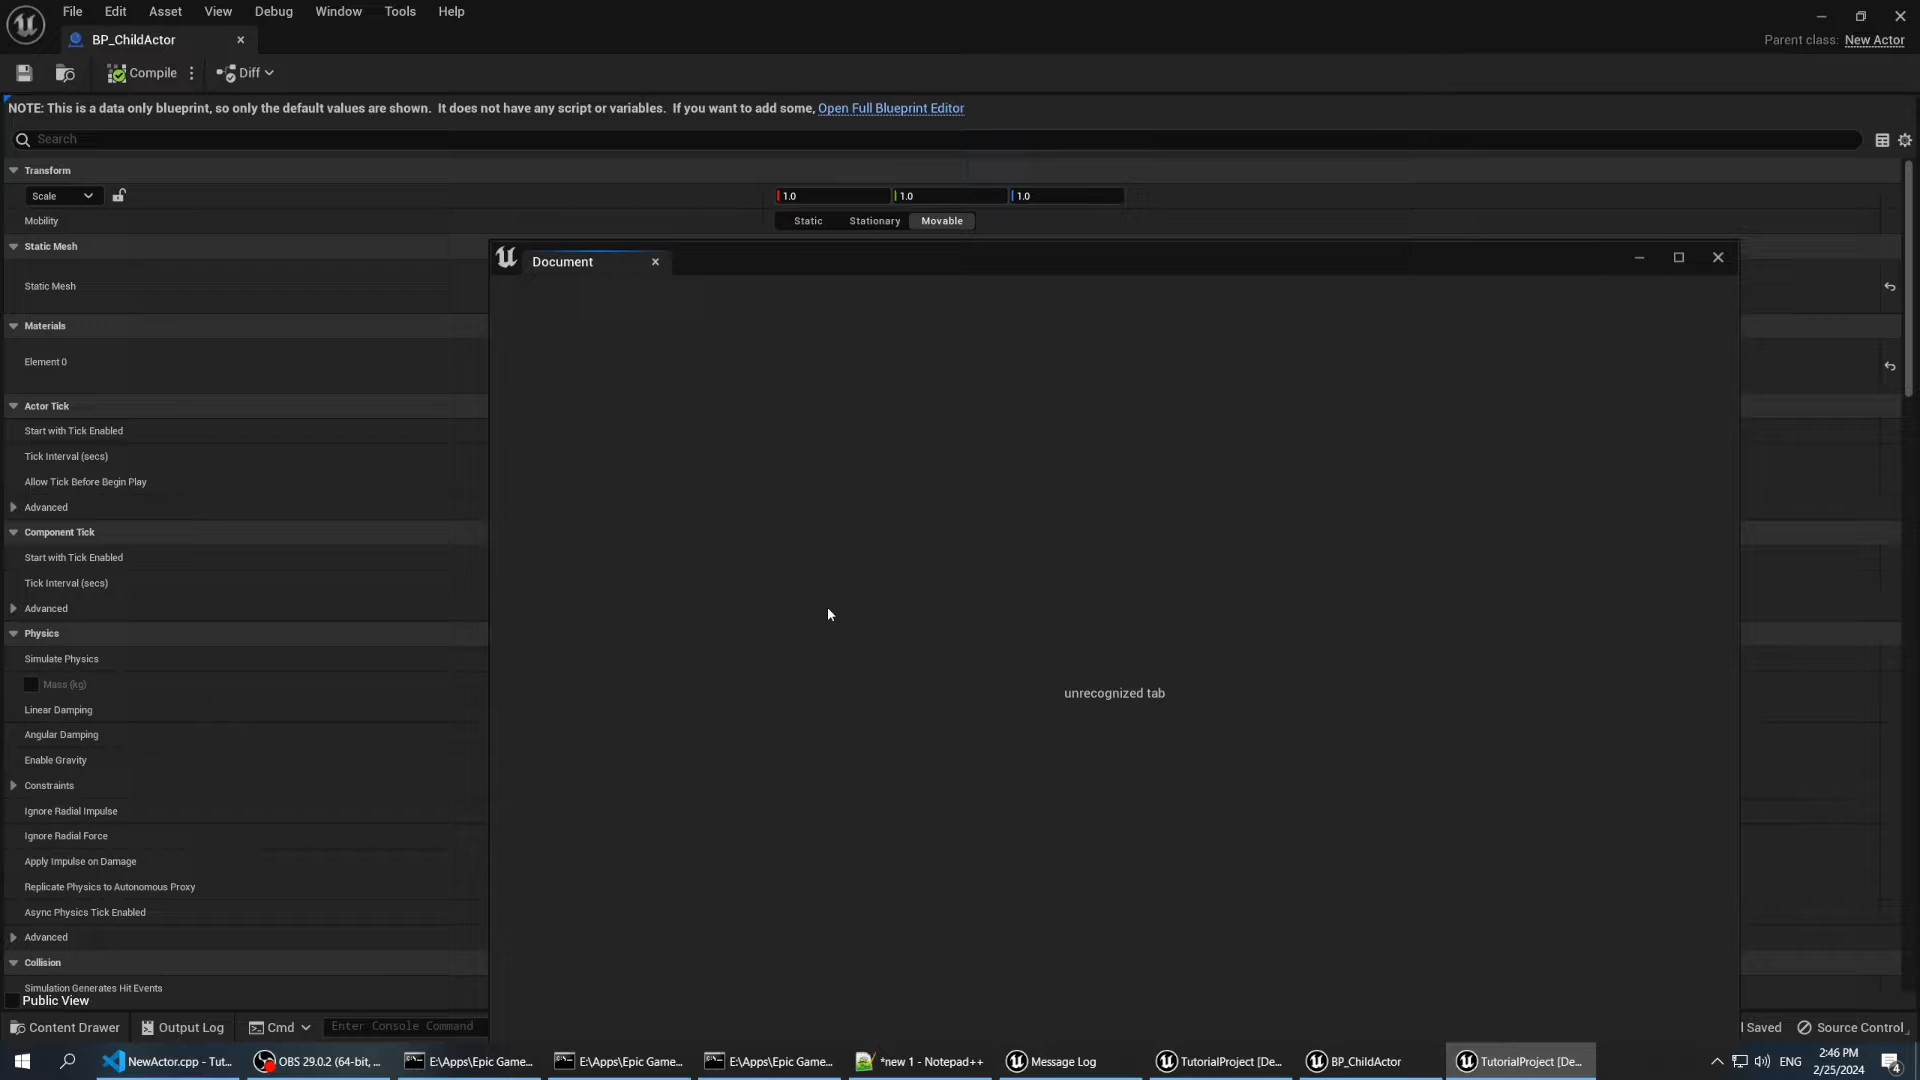 File Edit Asset View Debug Window Tools Help
BP_ChildActor
Parent class: New Actor
Compile Diff
NOTE: This is a data only blueprint, so only the default values are shown. It does not have any script or variables. If you want to add some, Open Full Blueprint Editor
Search
Transform
Scale 1.0 1.0 1.0
Mobility Static Stationary Movable
Static Mesh
Document
Static Mesh
Materials
Element 0
Actor Tick
Start with Tick Enabled
Tick Interval (secs)
Allow Tick Before Begin Play
Advanced
Component Tick
Start with Tick Enabled
Tick Interval (secs)
Advanced
Physics
Simulate Physics
Mass (kg)
unrecognized tab
Linear Damping
Angular Damping
Enable Gravity
Constraints
Ignore Radial Impulse
Ignore Radial Force
Apply Impulse on Damage
Replicate Physics to Autonomous Proxy
Async Physics Tick Enabled
Advanced
Collision
Simulation Generates Hit Events
Public View
Content Drawer Output Log Cmd Enter Console Command l Saved Source Control
NewActor.cpp - Tut... OBS 29.0.2 (64-bit, ... E:\Apps\Epic Game... E:\Apps\Epic Game... E:\Apps\Epic Game... *new 1 - Notepad++ Message Log TutorialProject [De... BP_ChildActor TutorialProject [De... ENG 2:46 PM
2/25/2024 4